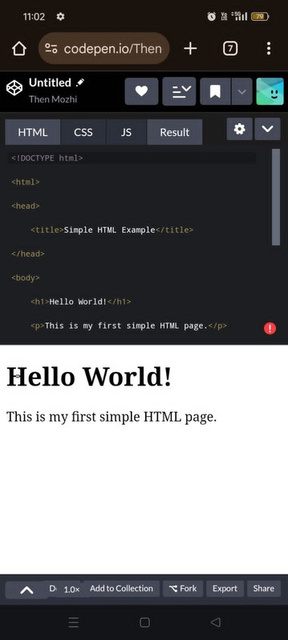 11:02
79
codepen.io/Then
7
Untitled
Then Mozhi
HTML CSS JS Result
<!DOCTYPE html>
<html>
<head>
<title>Simple HTML Example</title>
</head>
<body>
<h1>Hello World!</h1>
<p>This is my first simple HTML page.</p>
Hello World!
This is my first simple HTML page.
1.0× Add to Collection Fork Export Share